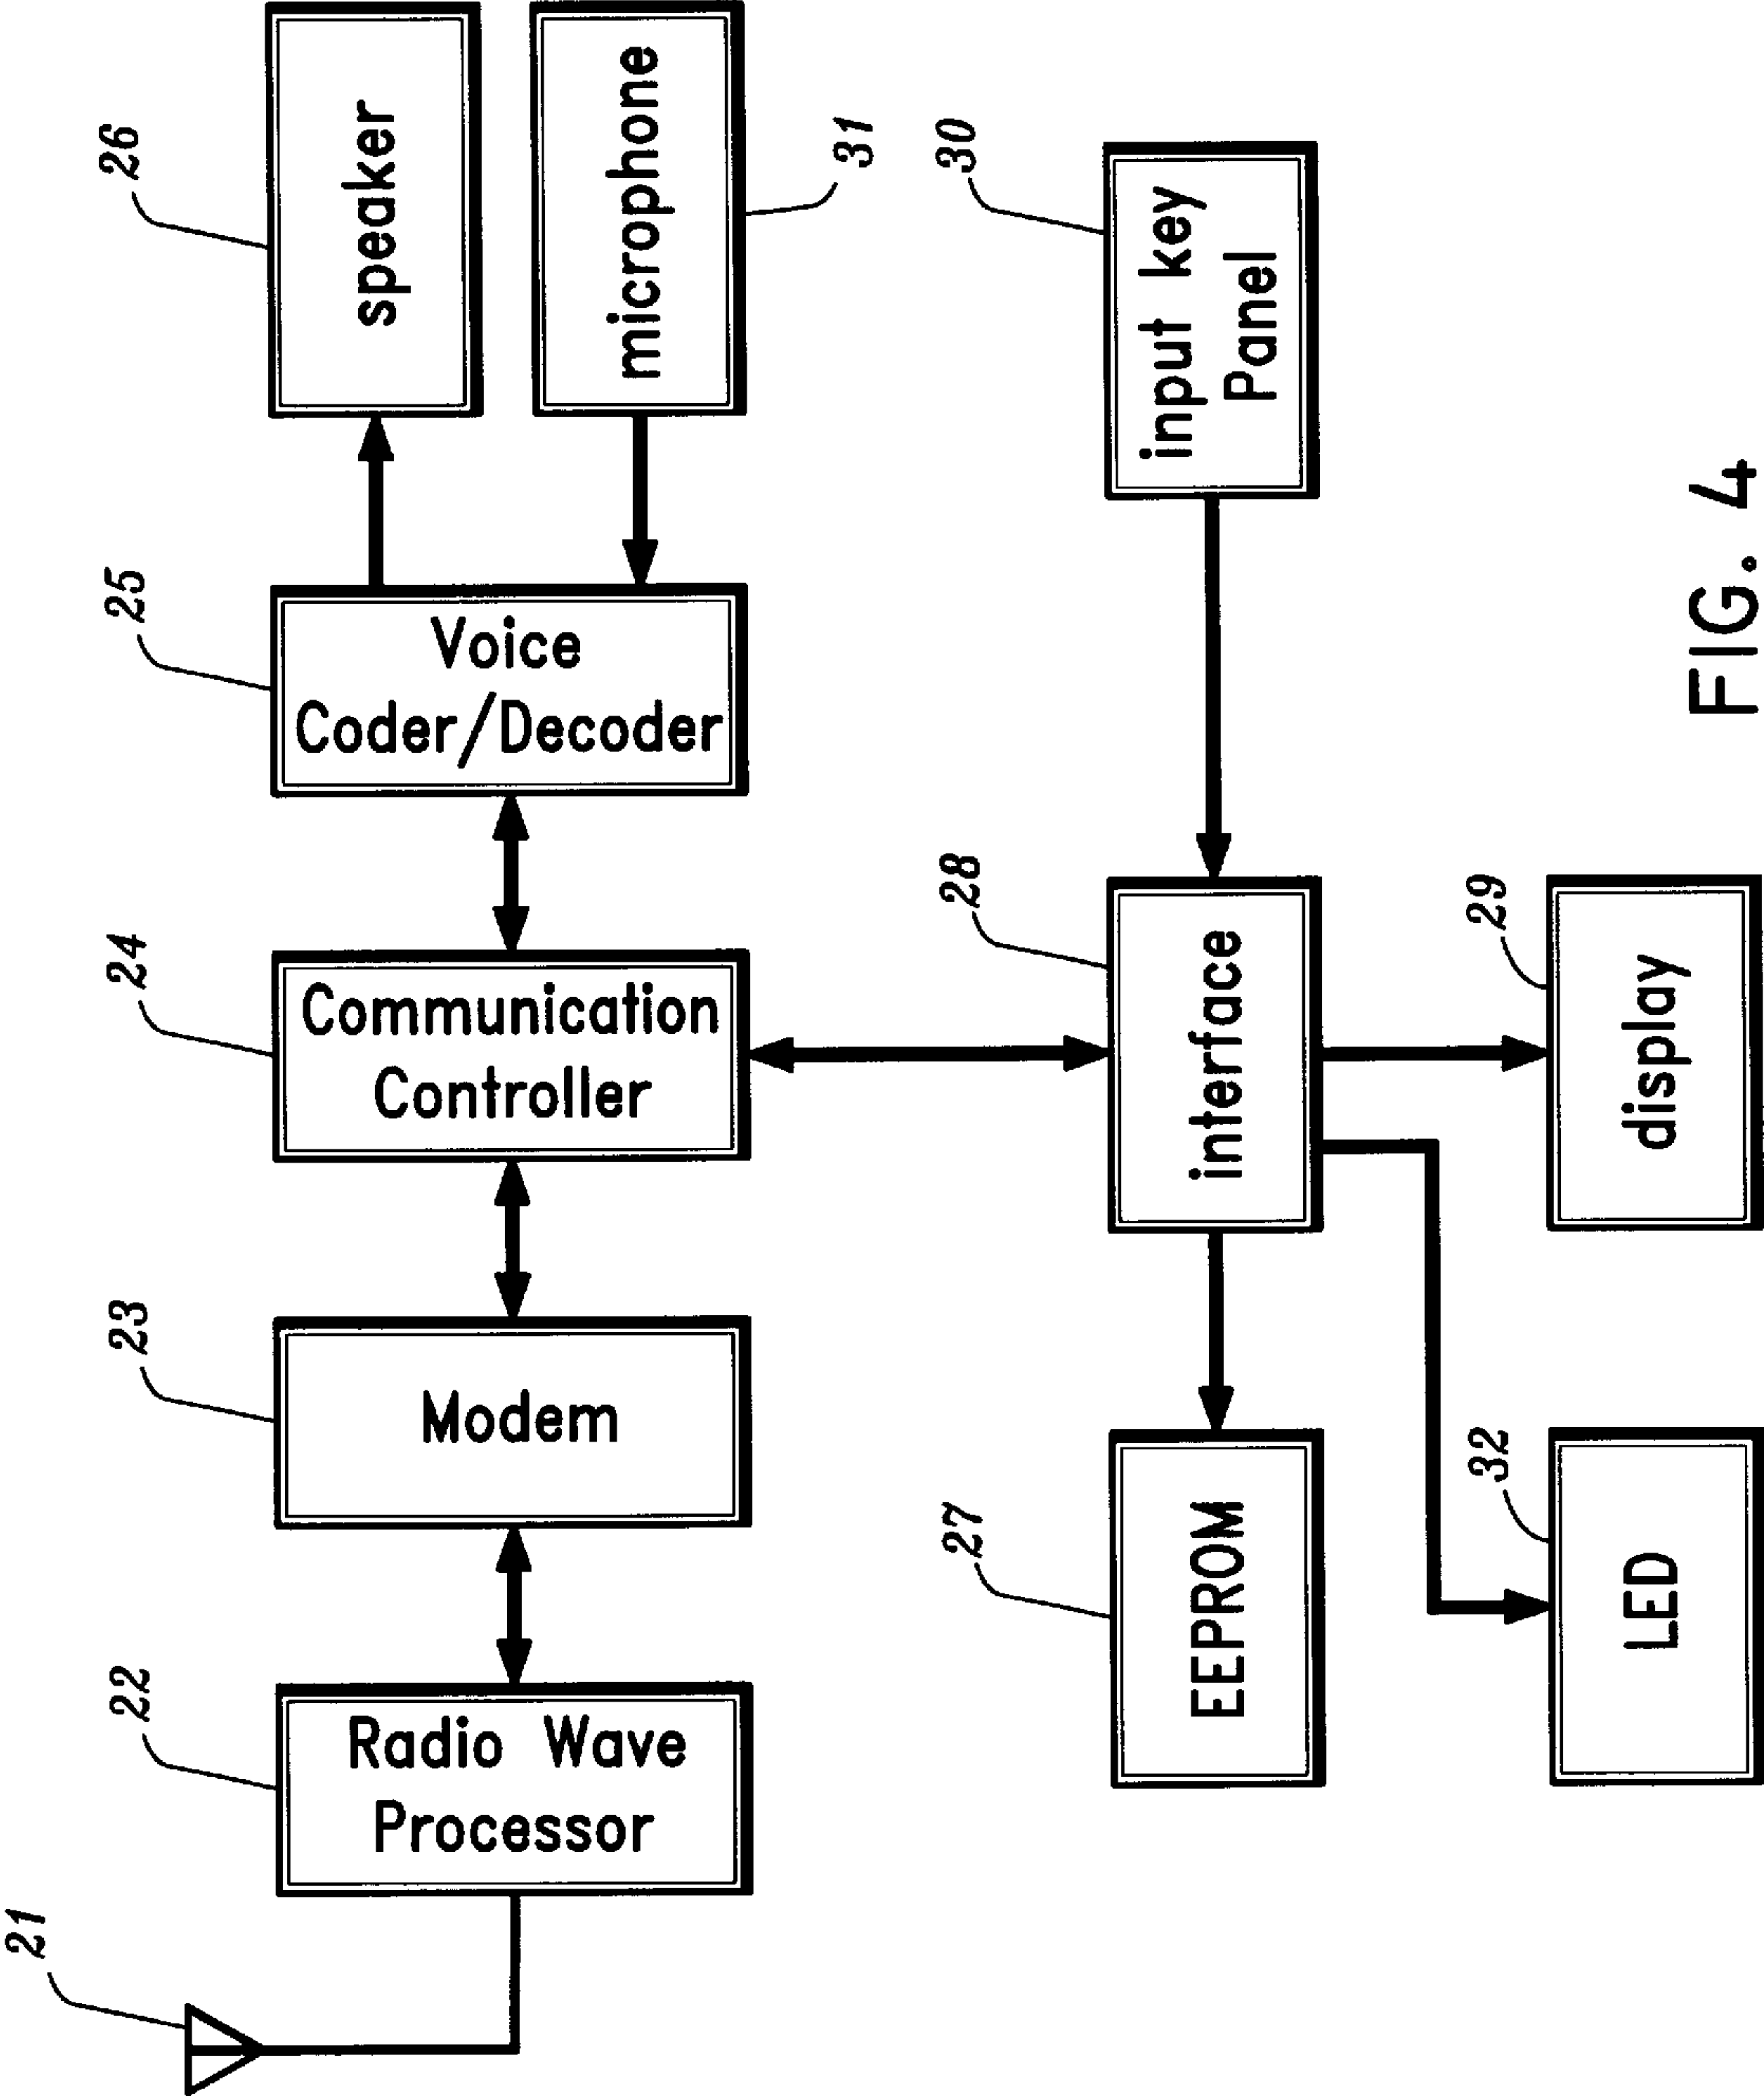 21
22
Radio Wave
Processor
23
Modem
24
Communication
Controller
25
Voice
Coder/Decoder
26
speaker
microphone
31
27
EEPROM
28
interface
30
input key
Panel
32
LED
29
display
FIG. 4